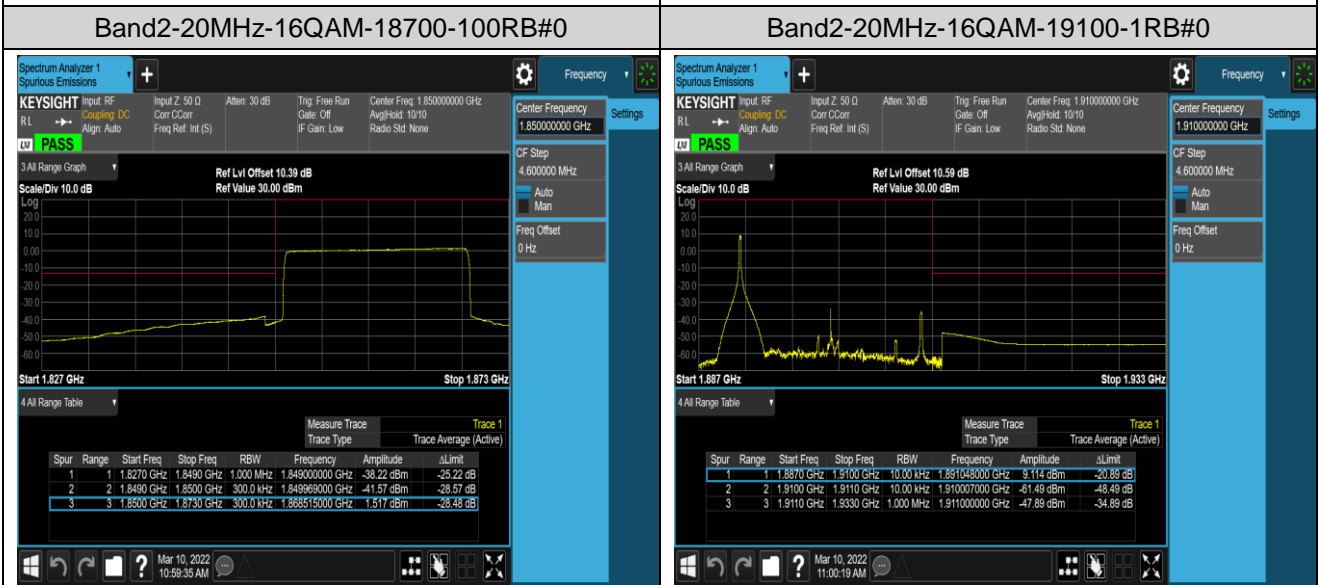 Band2-20MHz-16QAM-18700-100RB#0
Spectrum Analyzer 1
Spurious Emissions
+
Frequency
KEYSIGHT Input: RF Input Z: 50 Ω Atten: 30 dB Trig: Free Run Center Freq: 1.850000000 GHz
RL Coupling: DC Corr CCorr Gate: Off Avg|Hold: 10/10
Align: Auto Freq Ref: Int (S) IF Gain: Low Radio Std: None
LXI PASS
Center Frequency
1.850000000 GHz
Settings
CF Step
4.600000 MHz
Auto
Man
Freq Offset
0 Hz
3 All Range Graph
Ref Lvl Offset 10.39 dB
Scale/Div 10.0 dB Ref Value 30.00 dBm
Log
20.0
10.0
0.00
-10.0
-20.0
-30.0
-40.0
-50.0
-60.0
Start 1.827 GHz Stop 1.873 GHz
4 All Range Table
Measure Trace Trace 1
Trace Type Trace Average (Active)
Spur Range Start Freq Stop Freq RBW Frequency Amplitude ΔLimit
1 1 1.8270 GHz 1.8490 GHz 1.000 MHz 1.849000000 GHz -38.22 dBm -25.22 dB
2 2 1.8490 GHz 1.8500 GHz 300.0 kHz 1.849969000 GHz -41.57 dBm -28.57 dB
3 3 1.8500 GHz 1.8730 GHz 300.0 kHz 1.868515000 GHz 1.517 dBm -28.48 dB
? Mar 10, 2022
10:59:35 AM
Band2-20MHz-16QAM-19100-1RB#0
Spectrum Analyzer 1
Spurious Emissions
+
Frequency
KEYSIGHT Input: RF Input Z: 50 Ω Atten: 30 dB Trig: Free Run Center Freq: 1.910000000 GHz
RL Coupling: DC Corr CCorr Gate: Off Avg|Hold: 10/10
Align: Auto Freq Ref: Int (S) IF Gain: Low Radio Std: None
LXI PASS
Center Frequency
1.910000000 GHz
Settings
CF Step
4.600000 MHz
Auto
Man
Freq Offset
0 Hz
3 All Range Graph
Ref Lvl Offset 10.59 dB
Scale/Div 10.0 dB Ref Value 30.00 dBm
Log
20.0
10.0
0.00
-10.0
-20.0
-30.0
-40.0
-50.0
-60.0
Start 1.887 GHz Stop 1.933 GHz
4 All Range Table
Measure Trace Trace 1
Trace Type Trace Average (Active)
Spur Range Start Freq Stop Freq RBW Frequency Amplitude ΔLimit
1 1 1.8870 GHz 1.9100 GHz 10.00 kHz 1.891048000 GHz 9.114 dBm -20.89 dB
2 2 1.9100 GHz 1.9110 GHz 10.00 kHz 1.910007000 GHz -61.49 dBm -48.49 dB
3 3 1.9110 GHz 1.9330 GHz 1.000 MHz 1.911000000 GHz -47.89 dBm -34.89 dB
? Mar 10, 2022
11:00:19 AM